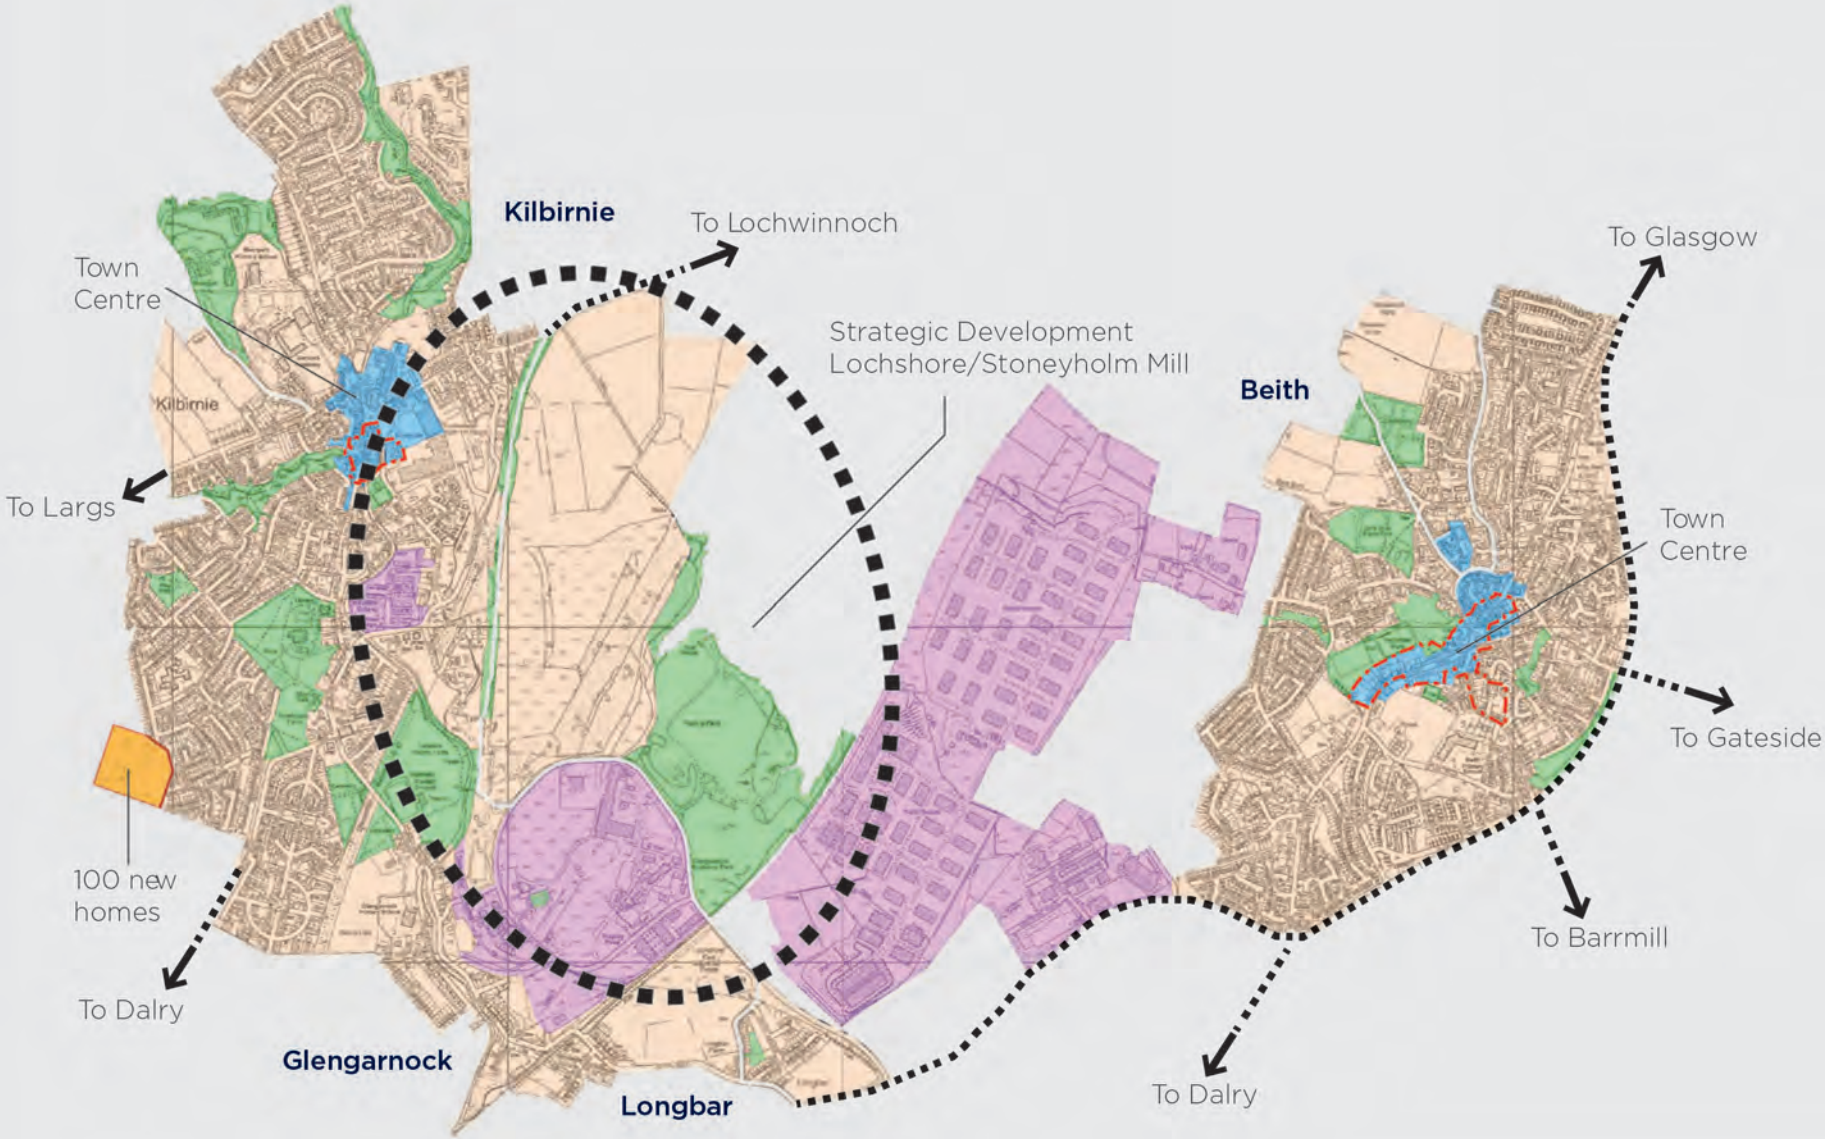 Kilbirnie
To Lochwinnoch
To Glasgow
Town
Centre
Strategic Development
Lochshore/Stoneyholm Mill
Beith
Kilbirnie
To Largs
Town
Centre
To Gateside
100 new
homes
To Barrmill
To Dalry
Glengarnock
Longbar
To Dalry